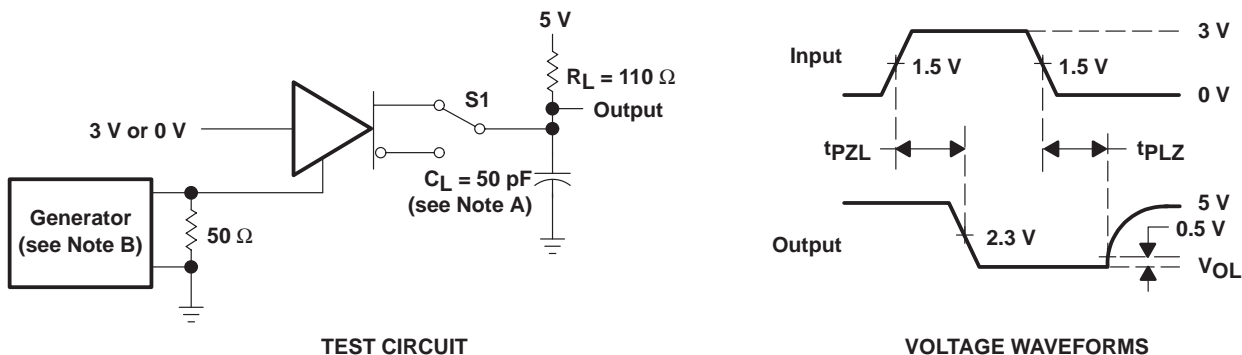 5 V
RL = 110 Ω
S1
Output
3 V or 0 V
CL = 50 pF
(see Note A)
Generator
(see Note B)
50 Ω
TEST CIRCUIT
Input
3 V
1.5 V
1.5 V
0 V
tPZL
tPLZ
5 V
0.5 V
Output
2.3 V
VOL
VOLTAGE WAVEFORMS